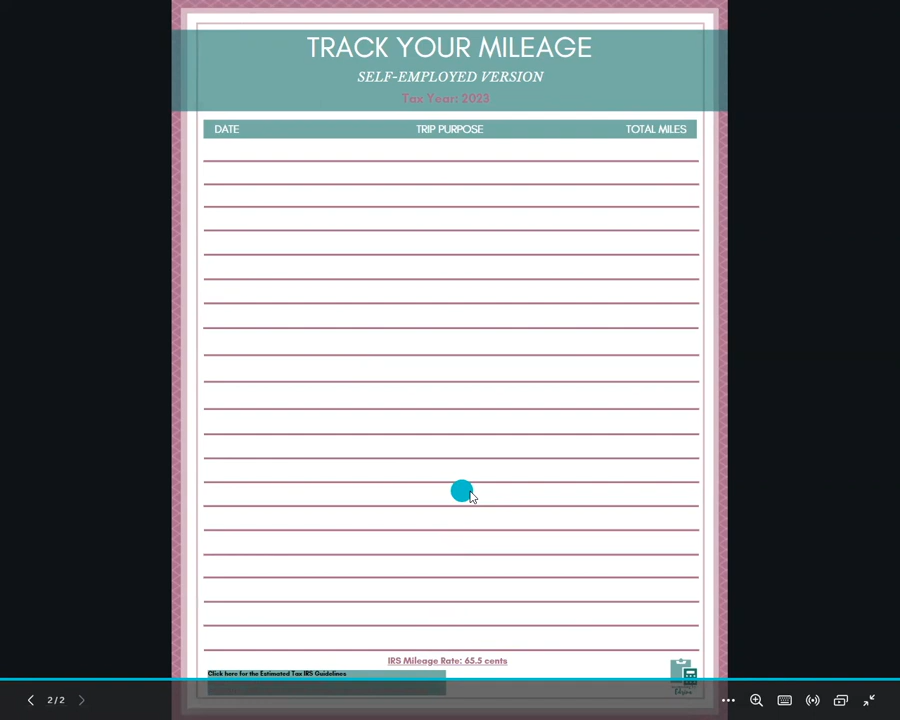 TRACK YOUR MILEAGE
SELF-EMPLOYED VERSION
Tax Year: 2023
DATE TRIP PURPOSE TOTAL MILES
IRS Mileage Rate: 65.5 cents
Click here for the Estimated Tax IRS Guidelines
2/2